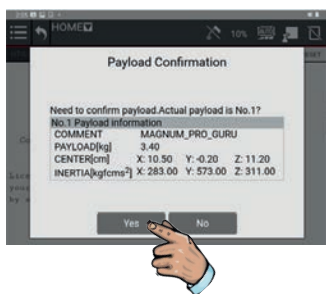 2:05
HOME
10%
Payload Confirmation
Need to confirm payload.Actual payload is No.1?
No.1 Payload information
COMMENT MAGNUM_PRO_GURU
PAYLOAD[kg] 3.40
CENTER[cm] X: 10.50 Y: -0.20 Z: 11.20
INERTIA[kgfcms²] X: 283.00 Y: 573.00 Z: 311.00
Yes No